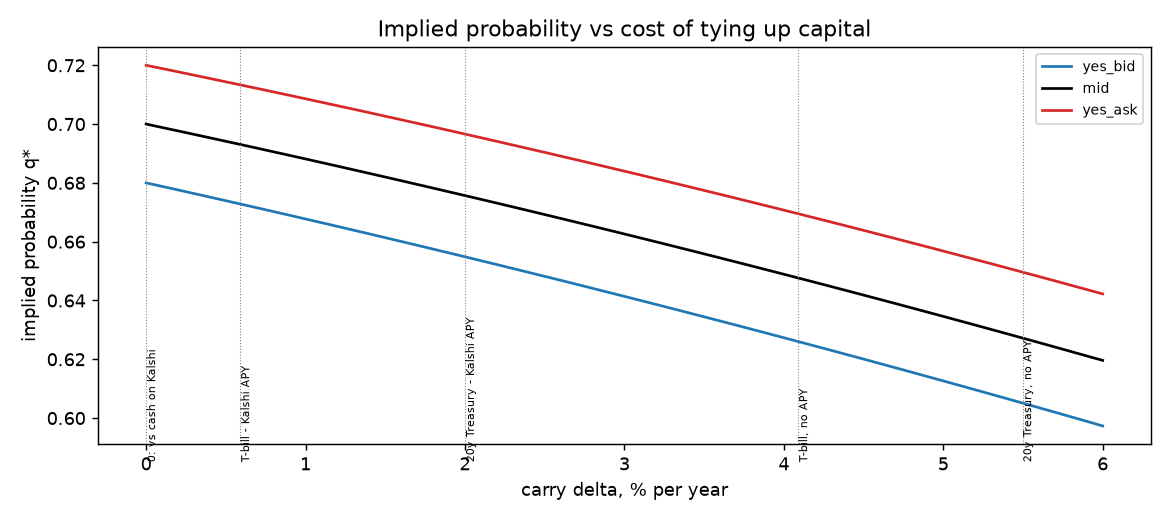 Implied probability vs cost of tying up capital
yes_bid
mid
yes_ask
implied probability q*
0.72
0.70
0.68
0.66
0.64
0.62
0.60
0: vs cash on Kalshi
T-bill - Kalshi APY
20y Treasury - Kalshi APY
T-bill, no APY
20y Treasury, no APY
0 1 2 3 4 5 6
carry delta, % per year